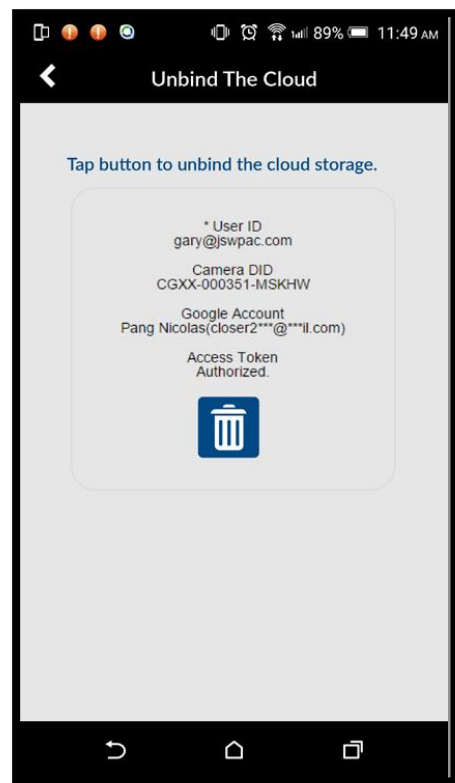 89% 11:49 AM
Unbind The Cloud
Tap button to unbind the cloud storage.
* User ID
gary@jswpac.com
Camera DID
CGXX-000351-MSKHW
Google Account
Pang Nicolas(closer2***@***il.com)
Access Token
Authorized.